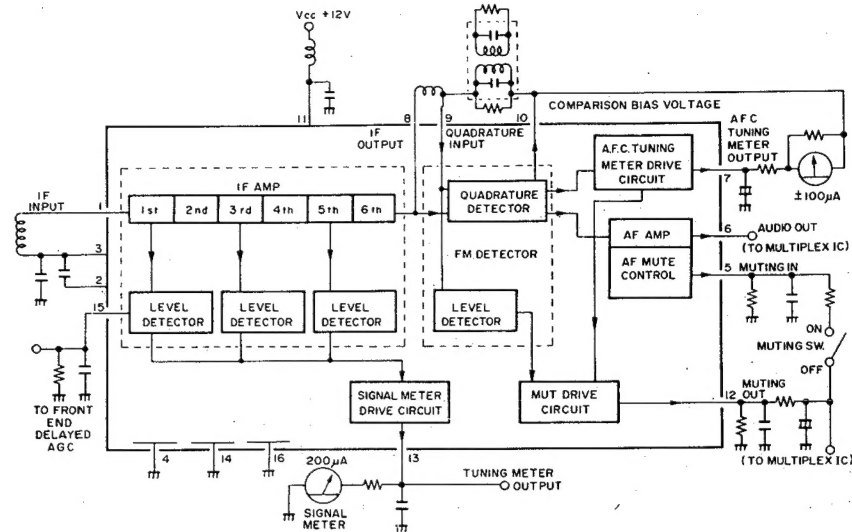 Vcc +12V
11
8
9
10
COMPARISON BIAS VOLTAGE
IF OUTPUT
QUADRATURE INPUT
A F C
TUNING
METER
OUTPUT
±100μA
7
IF AMP
IF INPUT
1
1st 2nd 3rd 4th 5th 6th
QUADRATURE DETECTOR
A.F.C. TUNING METER DRIVE CIRCUIT
FM DETECTOR
AF AMP
6
AUDIO OUT
(TO MULTIPLEX IC)
AF MUTE CONTROL
5
MUTING IN
3
2
15
LEVEL DETECTOR
LEVEL DETECTOR
LEVEL DETECTOR
LEVEL DETECTOR
ON
MUTING SW.
OFF
SIGNAL METER DRIVE CIRCUIT
MUT DRIVE CIRCUIT
12
MUTING OUT
(TO MULTIPLEX IC)
TO FRONT
END
DELAYED
AGC
4
14
16
13
200μA
SIGNAL
METER
TUNING METER
OUTPUT